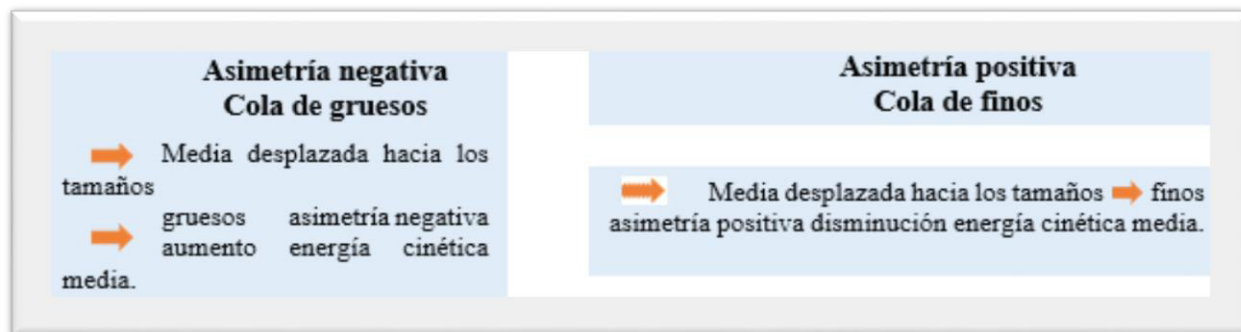 Asimetría negativa
Cola de gruesos
Media desplazada hacia los
tamaños
gruesos asimetría negativa
aumento energía cinética
media.
Asimetría positiva
Cola de finos
Media desplazada hacia los tamaños finos
asimetría positiva disminución energía cinética media.